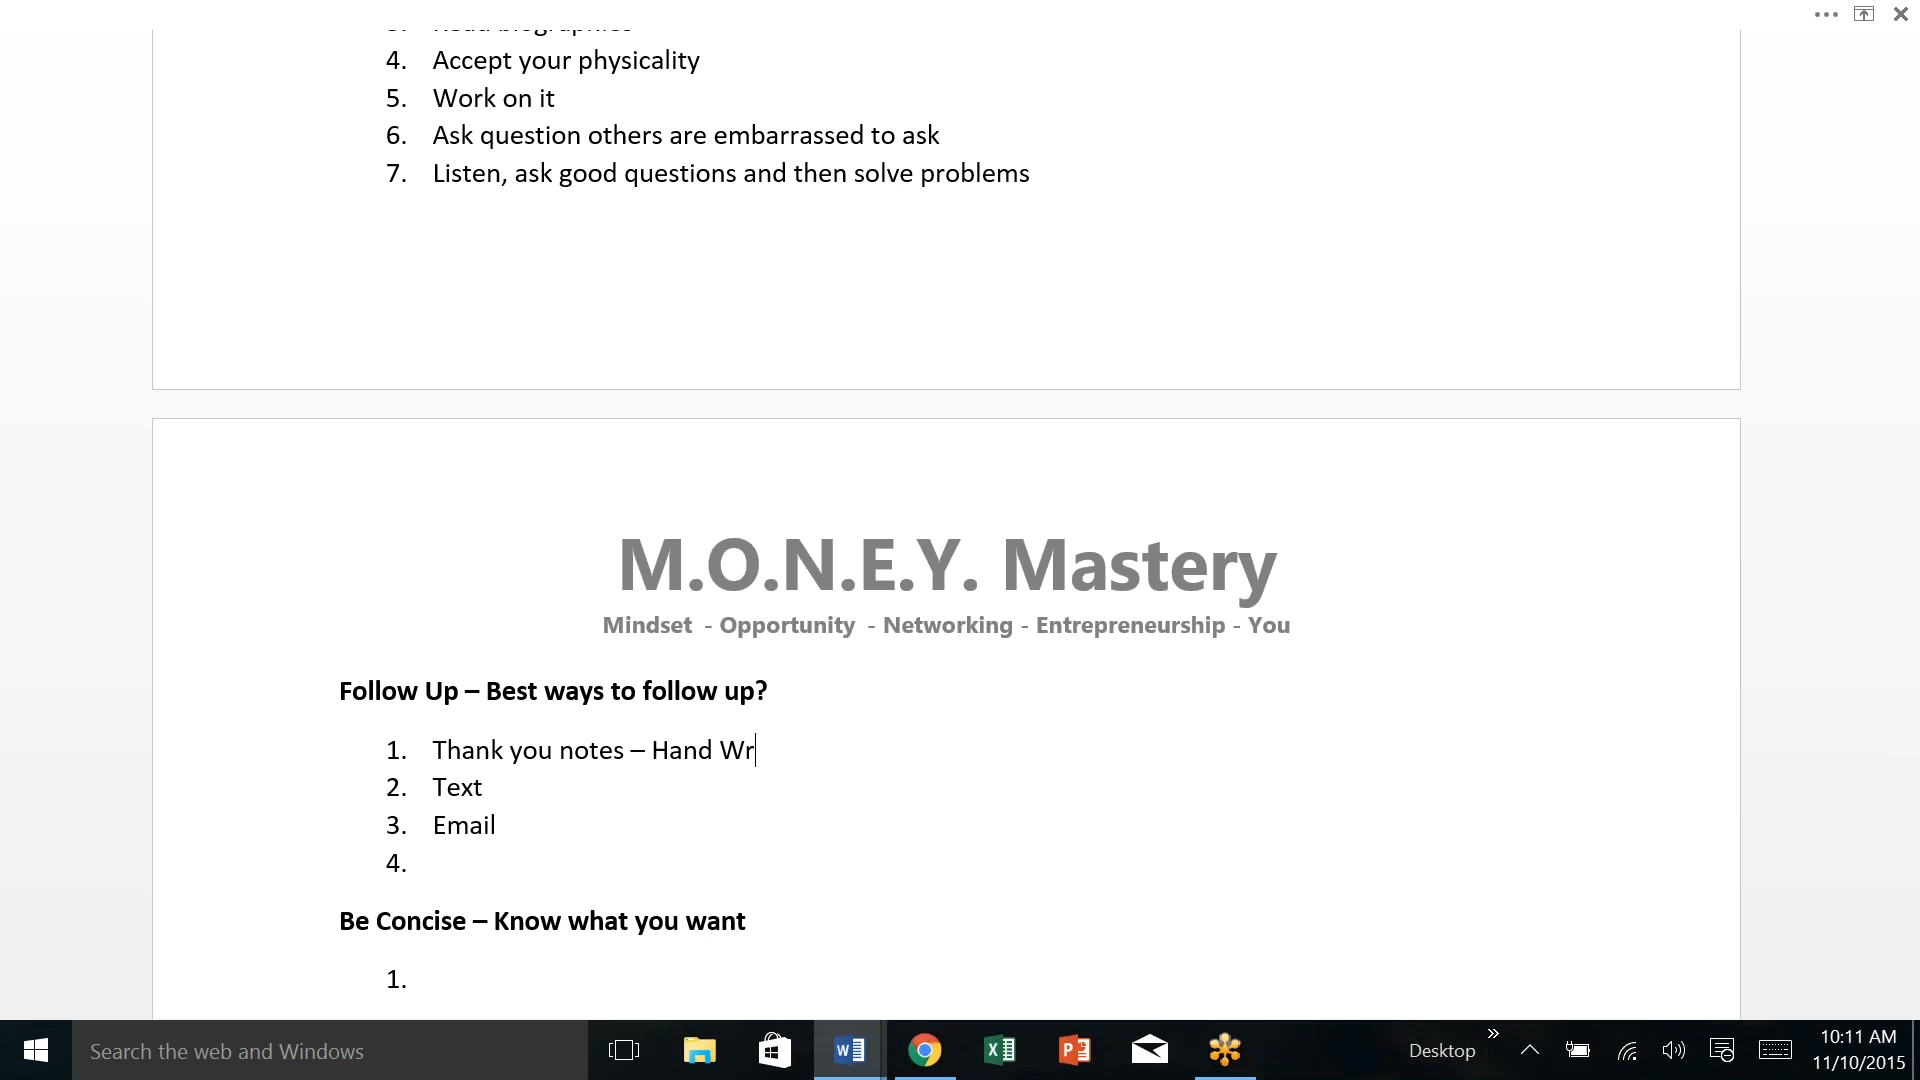 3. Read biographies
4. Accept your physicality
5. Work on it
6. Ask question others are embarrassed to ask
7. Listen, ask good questions and then solve problems
M.O.N.E.Y. Mastery
Mindset - Opportunity - Networking - Entrepreneurship - You
Follow Up – Best ways to follow up?
1. Thank you notes – Hand Wr
2. Text
3. Email
4.
Be Concise – Know what you want
1.
Search the web and Windows
Desktop
10:11 AM
11/10/2015